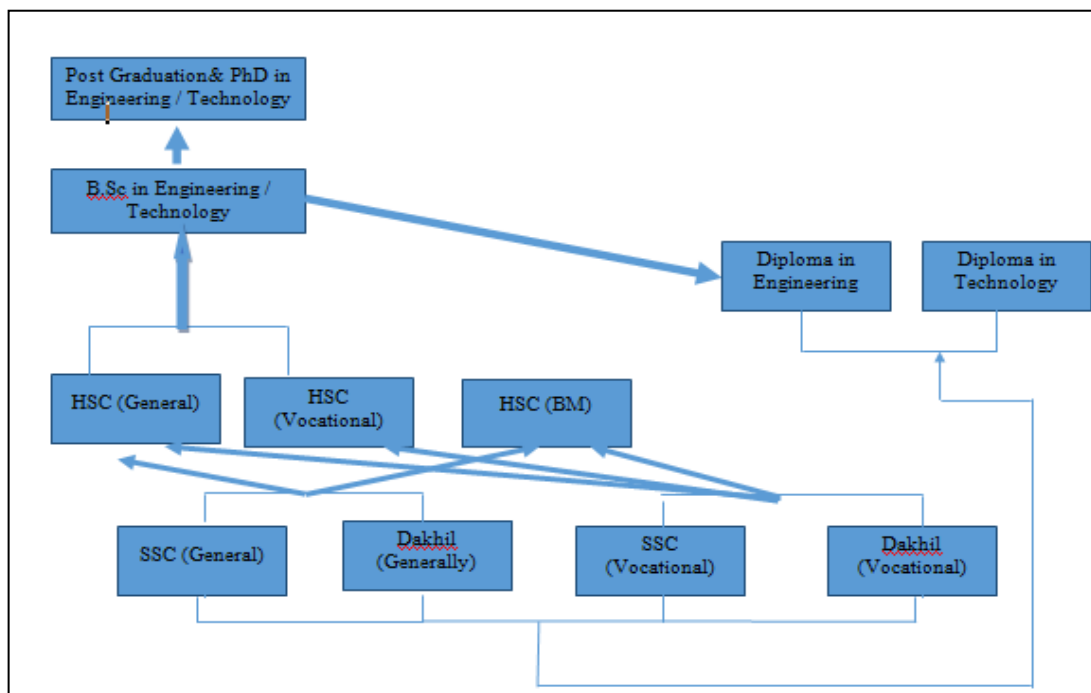 Post Graduation& PhD in
Engineering / Technology
B.Sc in Engineering /
Technology
Diploma in
Engineering
Diploma in
Technology
HSC (General)
HSC
(Vocational)
HSC (BM)
SSC (General)
Dakhil
(Generally)
SSC
(Vocational)
Dakhil
(Vocational)